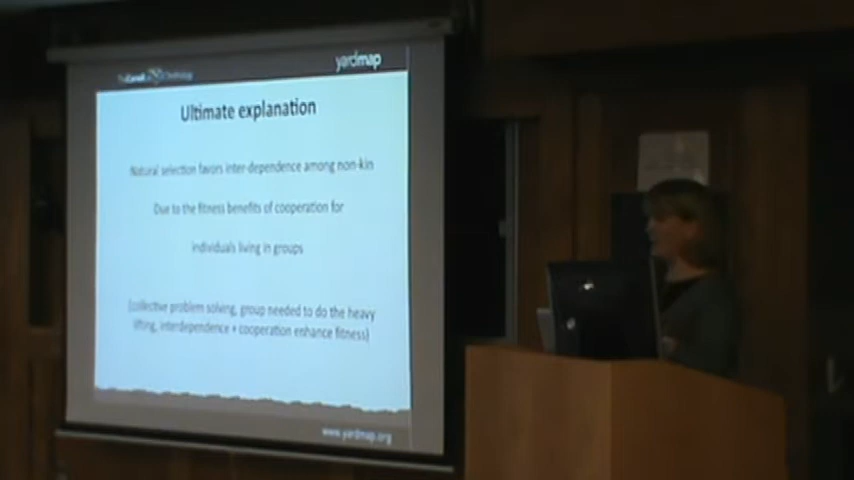 yardmap
Ultimate explanation
Natural selection favors inter-dependence among non-kin
Due to the fitness benefits of cooperation for
individuals living in groups
(collective problem solving, group needed to do the heavy
lifting, interdependence + cooperation enhance fitness)
www.yardmap.org